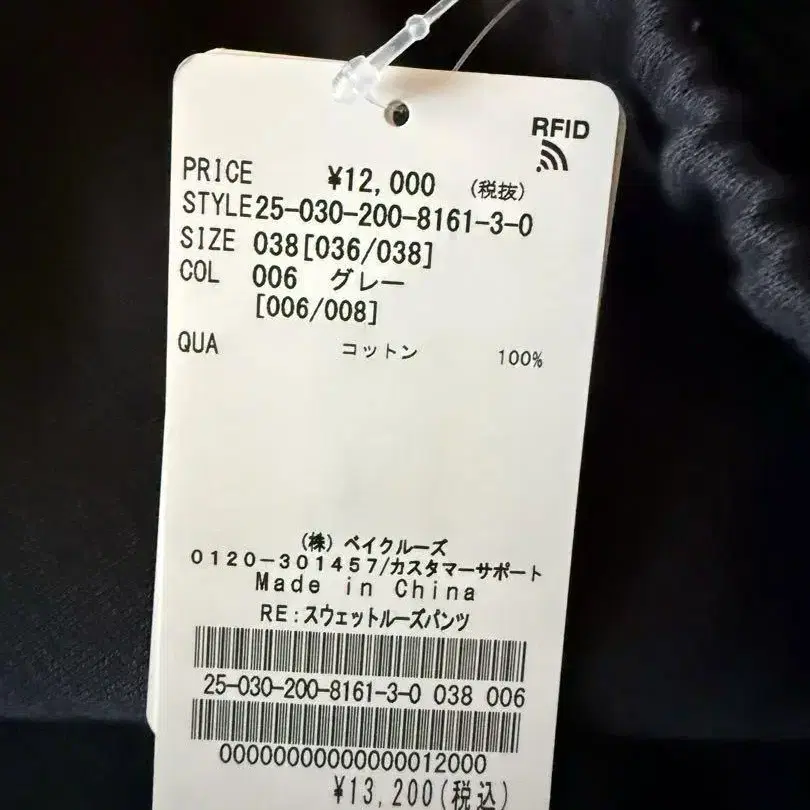 RFID
PRICE ¥12,000 (税抜)
STYLE25-030-200-8161-3-0
SIZE 038[036/038]
COL 006 グレー
[006/008]
QUA コットン 100%
(株) ベイクルーズ
0120-301457/カスタマーサポート
Made in China
RE:スウェットルーズパンツ
25-030-200-8161-3-0 038 006
00000000000000012000
¥13,200(税込)